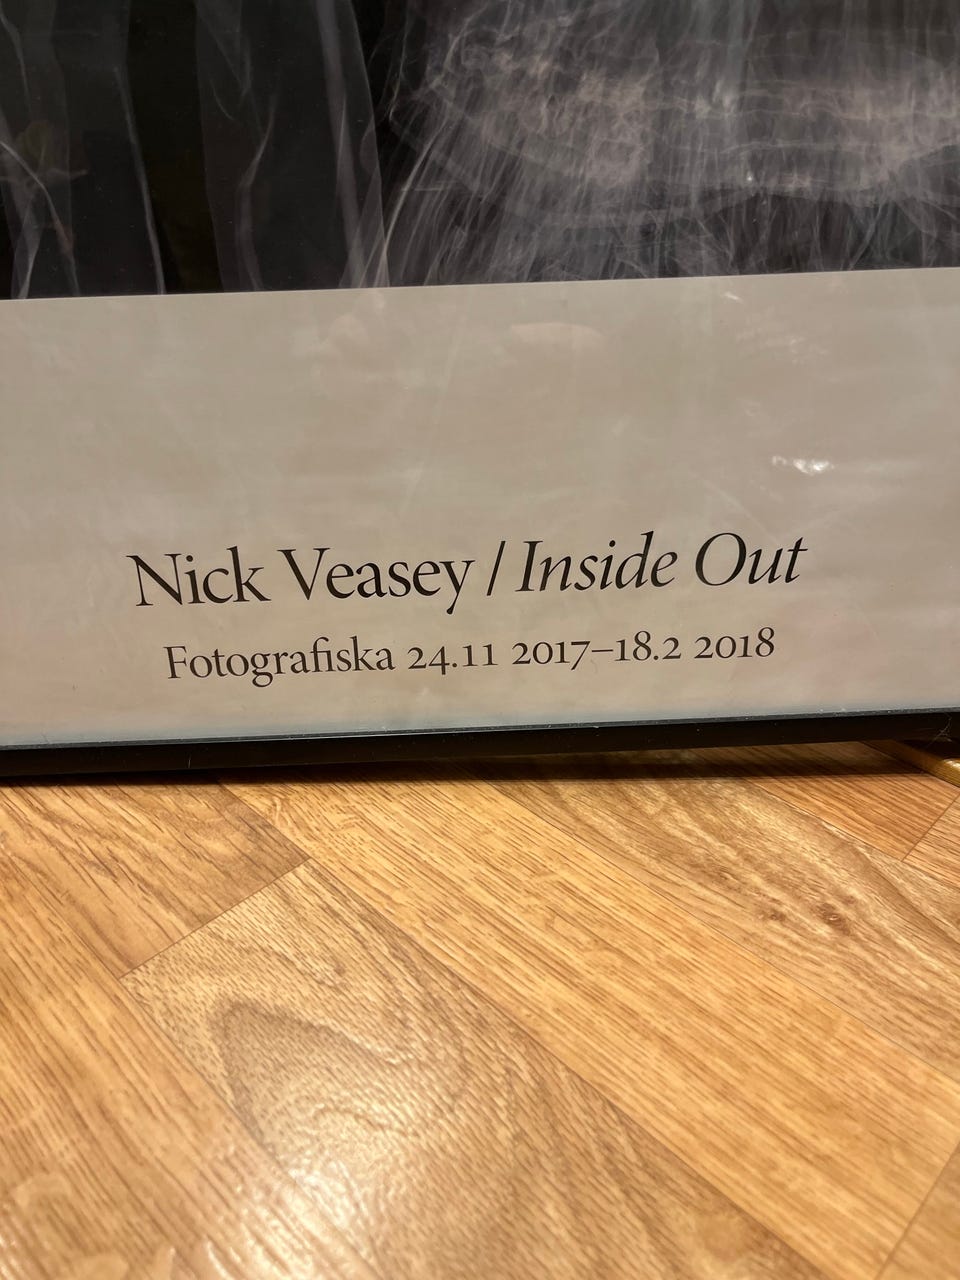 Nick Veasey / Inside Out
Fotografiska 24.11 2017–18.2 2018